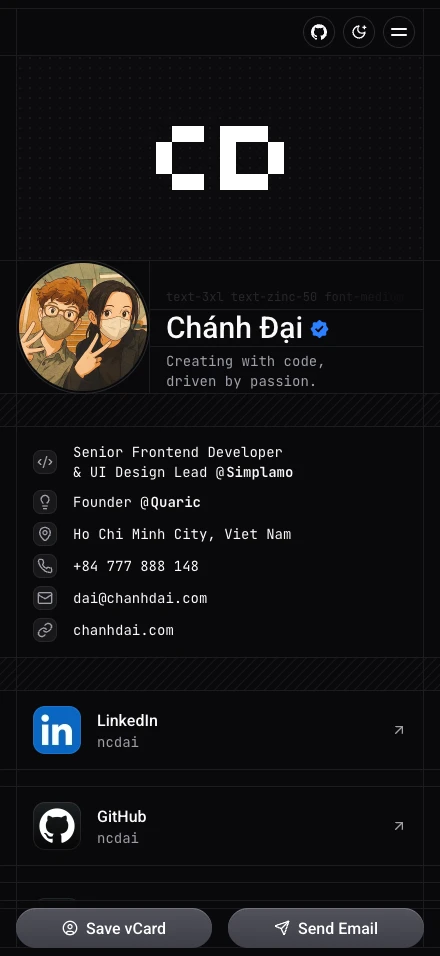 CD
text-3xl text-zinc-50 font-medium
Chánh Đại
Creating with code,
driven by passion.
Senior Frontend Developer
& UI Design Lead @Simplamo
Founder @Quaric
Ho Chi Minh City, Viet Nam
+84 777 888 148
dai@chanhdai.com
chanhdai.com
in
LinkedIn
ncdai
GitHub
ncdai
Save vCard
Send Email